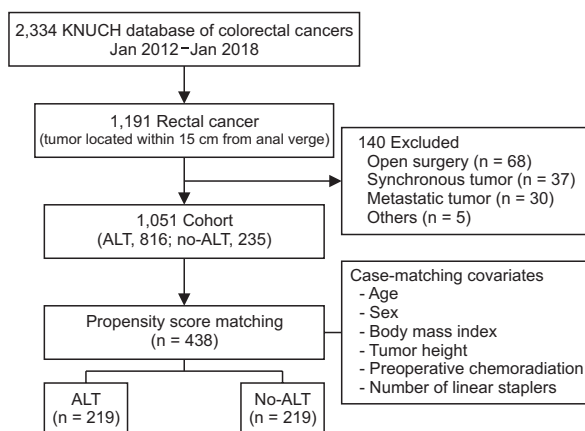 2,334 KNUCH database of colorectal cancers
Jan 2012–Jan 2018
1,191 Rectal cancer
(tumor located within 15 cm from anal verge)
140 Excluded
Open surgery (n = 68)
Synchronous tumor (n = 37)
Metastatic tumor (n = 30)
Others (n = 5)
1,051 Cohort
(ALT, 816; no-ALT, 235)
Case-matching covariates
- Age
- Sex
- Body mass index
- Tumor height
- Preoperative chemoradiation
- Number of linear staplers
Propensity score matching
(n = 438)
ALT
(n = 219)
No-ALT
(n = 219)